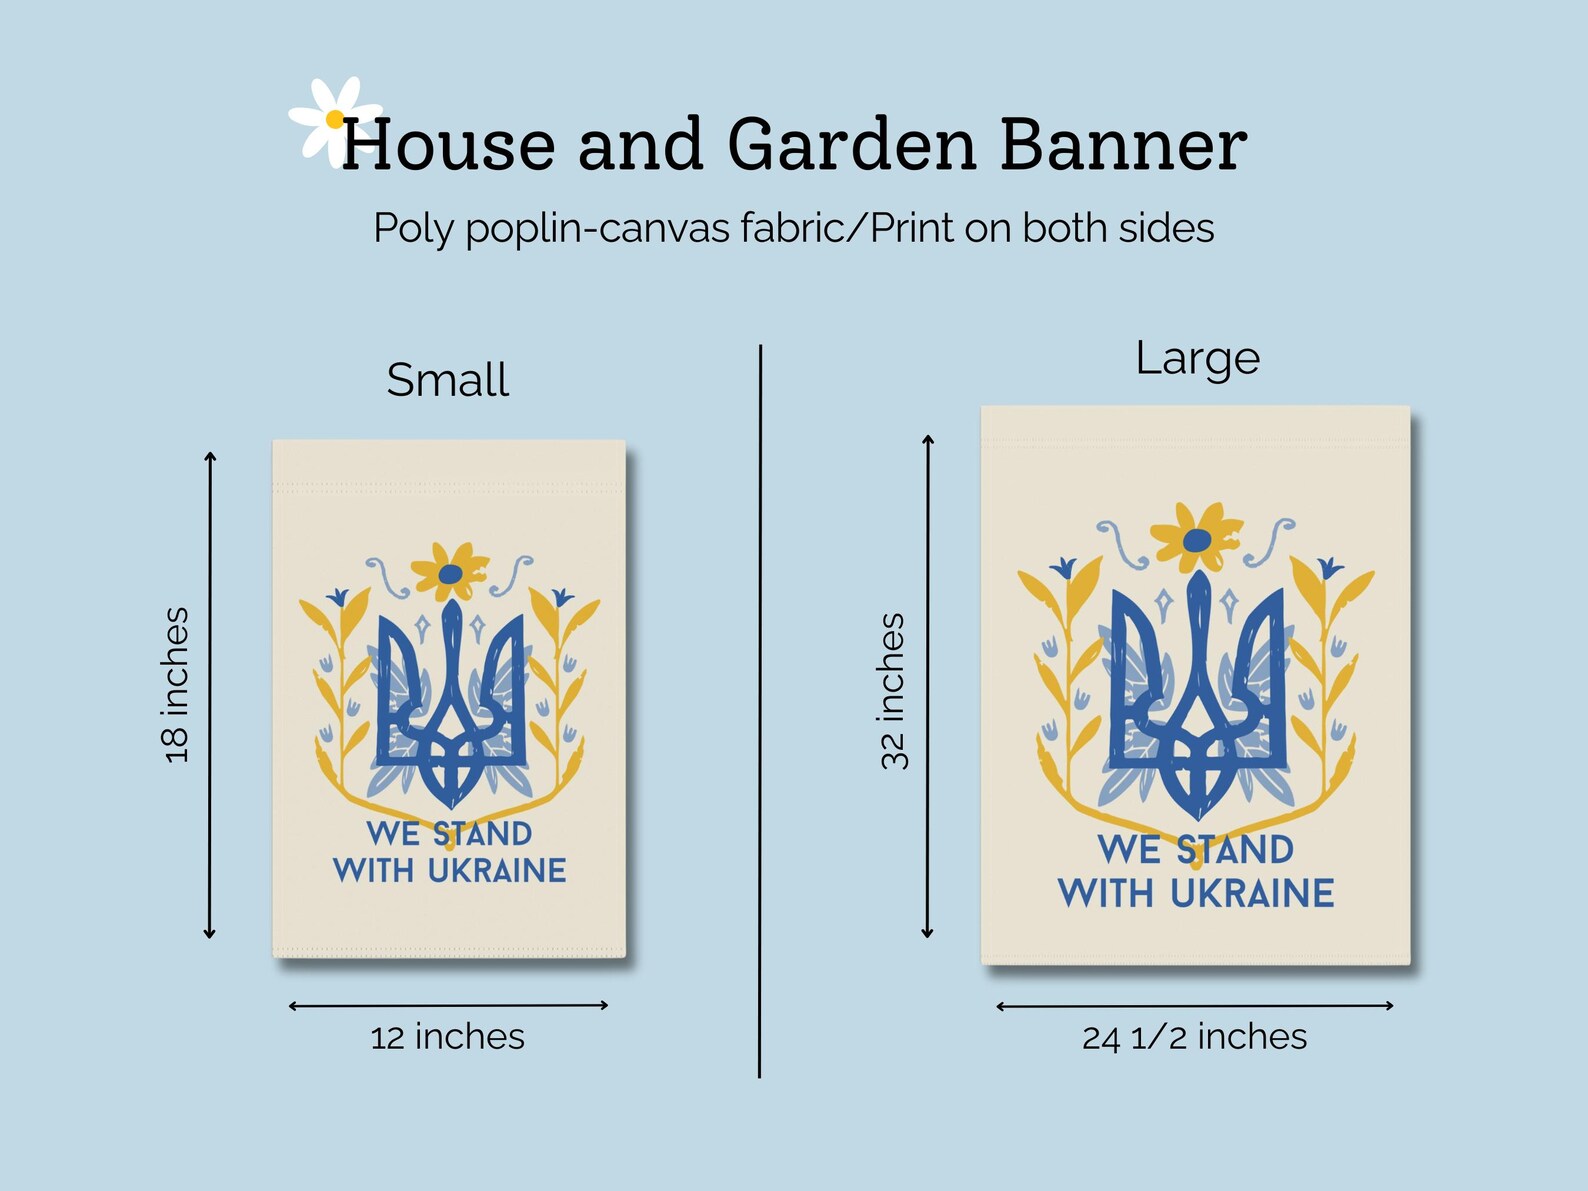 House and Garden Banner
Poly poplin-canvas fabric/Print on both sides
Small
18 inches
WE STAND
WITH UKRAINE
12 inches
Large
32 inches
WE STAND
WITH UKRAINE
24 1/2 inches